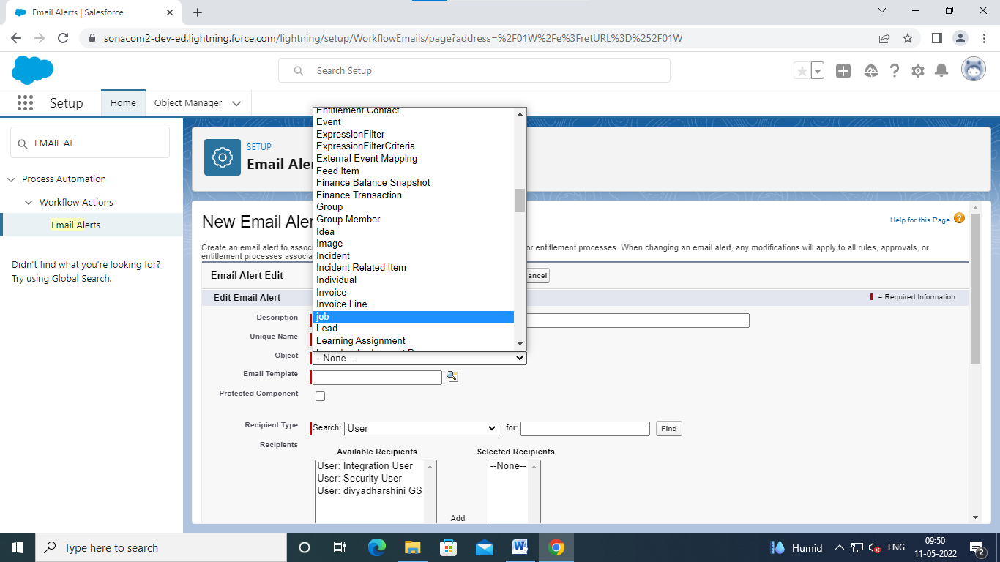 Email Alerts | Salesforce
sonacom2-dev-ed.lightning.force.com/lightning/setup/WorkflowEmails/page?address=%2F01W%2Fe%3FretURL%3D%252F01W
Search Setup
Setup
Home
Object Manager
EMAIL AL
Process Automation
Workflow Actions
Email Alerts
Didn't find what you're looking for?
Try using Global Search.
SETUP
Email Aler
Entitlement Contact
Event
ExpressionFilter
ExpressionFilterCriteria
External Event Mapping
Feed Item
Finance Balance Snapshot
Finance Transaction
Group
Group Member
Idea
Image
Incident
Incident Related Item
Individual
Invoice
Invoice Line
job
Lead
Learning Assignment
New Email Aler
Help for this Page
?
Create an email alert to assoc or entitlement processes. When changing an email alert, any modifications will apply to all rules, approvals, or
entitlement processes associa
Email Alert Edit
ancel
Edit Email Alert
= Required Information
Description
Unique Name
Object
--None--
Email Template
Protected Component
Recipient Type
Search: User
for:
Find
Recipients
Available Recipients
Selected Recipients
User: Integration User
User: Security User
User: divyadharshini GS
--None--
Add
Type here to search
Humid
ENG
09:50
11-05-2022
2